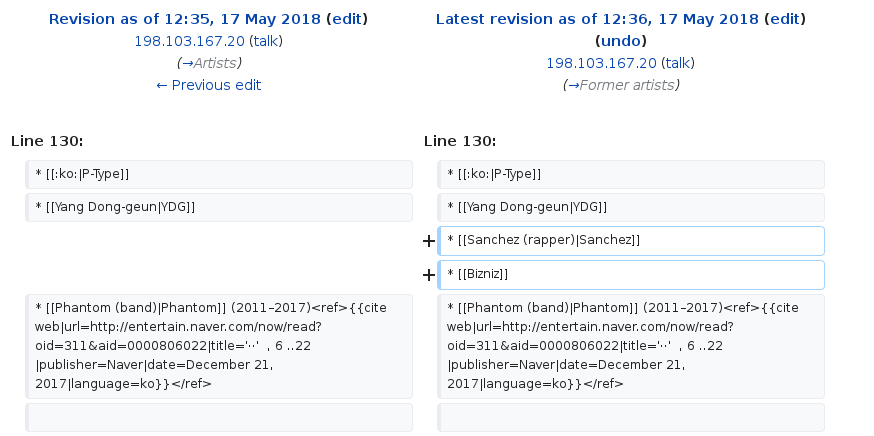 Revision as of 12:35, 17 May 2018 (edit)
198.103.167.20 (talk)
(→Artists)
← Previous edit
Latest revision as of 12:36, 17 May 2018 (edit)
(undo)
198.103.167.20 (talk)
(→Former artists)
Line 130:
Line 130:
* [[:ko:|P-Type]]
* [[:ko:|P-Type]]
* [[Yang Dong-geun|YDG]]
* [[Yang Dong-geun|YDG]]
+ * [[Sanchez (rapper)|Sanchez]]
+ * [[Bizniz]]
* [[Phantom (band)|Phantom]] (2011–2017)<ref>{{cite
web|url=http://entertain.naver.com/now/read?
oid=311&aid=0000806022|title='··' , 6 ..22
|publisher=Naver|date=December 21,
2017|language=ko}}</ref>
* [[Phantom (band)|Phantom]] (2011–2017)<ref>{{cite
web|url=http://entertain.naver.com/now/read?
oid=311&aid=0000806022|title='··' , 6 ..22
|publisher=Naver|date=December 21,
2017|language=ko}}</ref>